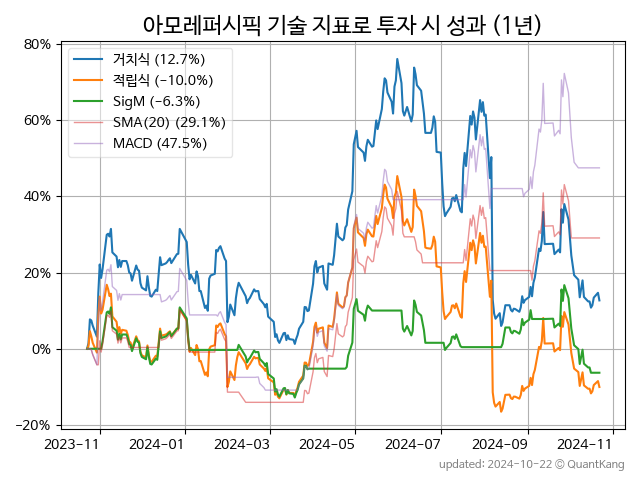 아모레퍼시픽 기술 지표로 투자 시 성과 (1년)
80%
60%
40%
20%
0%
−20%
거치식 (12.7%)
적립식 (−10.0%)
SigM (−6.3%)
SMA(20) (29.1%)
MACD (47.5%)
2023-11
2024-01
2024-03
2024-05
2024-07
2024-09
2024-11
updated: 2024-10-22 © QuantKang